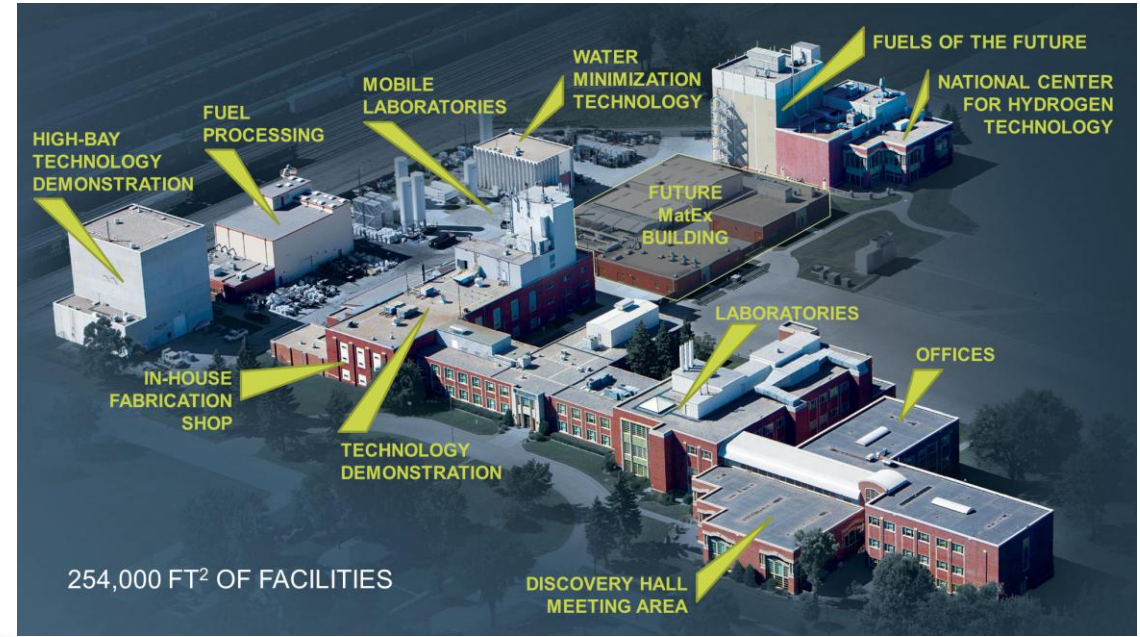 FUELS OF THE FUTURE
WATER
MINIMIZATION
TECHNOLOGY
NATIONAL CENTER
FOR HYDROGEN
TECHNOLOGY
MOBILE
LABORATORIES
FUEL
PROCESSING
HIGH-BAY
TECHNOLOGY
DEMONSTRATION
FUTURE
MatEx
BUILDING
LABORATORIES
OFFICES
IN-HOUSE
FABRICATION
SHOP
TECHNOLOGY
DEMONSTRATION
254,000 FT² OF FACILITIES
DISCOVERY HALL
MEETING AREA